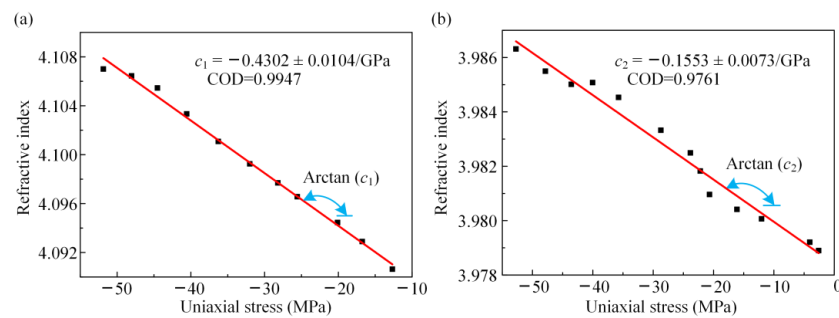 (a)
4.108
4.104
4.100
4.096
4.092
Refractive index
c₁ = −0.4302 ± 0.0104/GPa
COD=0.9947
Arctan (c₁)
−50
−40
−30
−20
−10
Uniaxial stress (MPa)
(b)
3.986
3.984
3.982
3.980
3.978
Refractive index
c₂ = −0.1553 ± 0.0073/GPa
COD=0.9761
Arctan (c₂)
−50
−40
−30
−20
−10
0
Uniaxial stress (MPa)